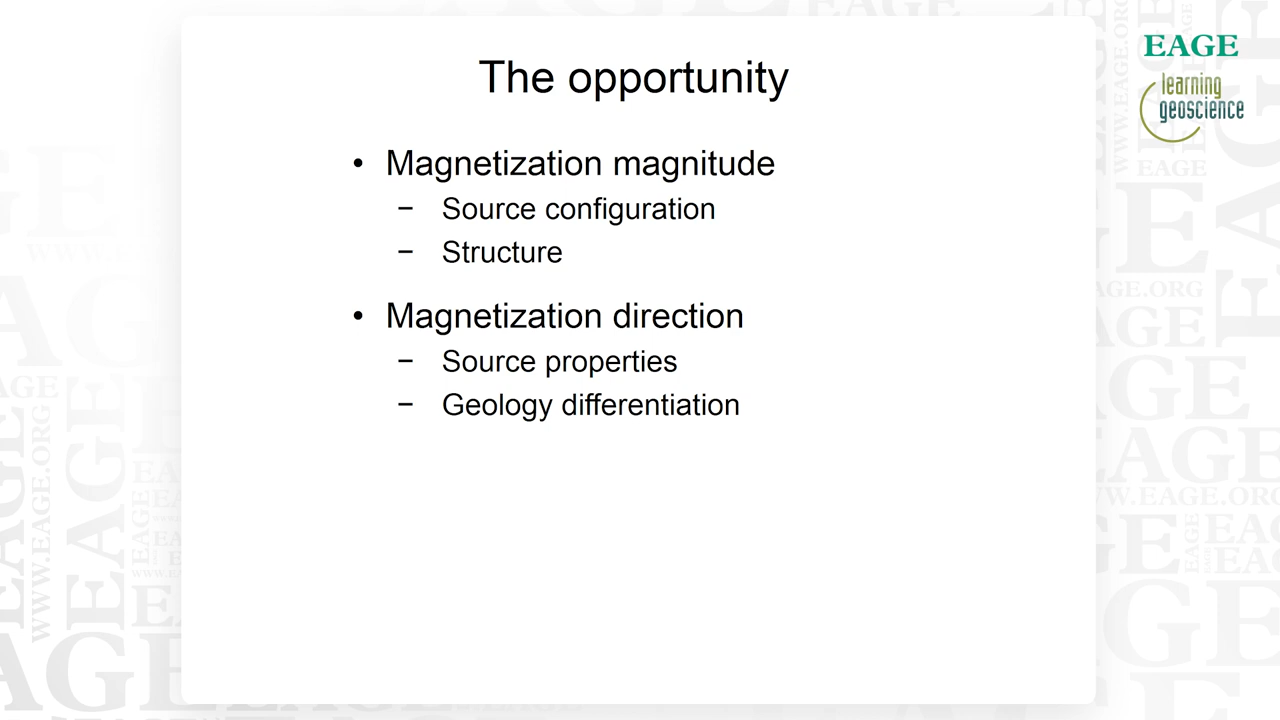 The opportunity
• Magnetization magnitude
− Source configuration
− Structure
• Magnetization direction
− Source properties
− Geology differentiation
EAGE
learning
geoscience